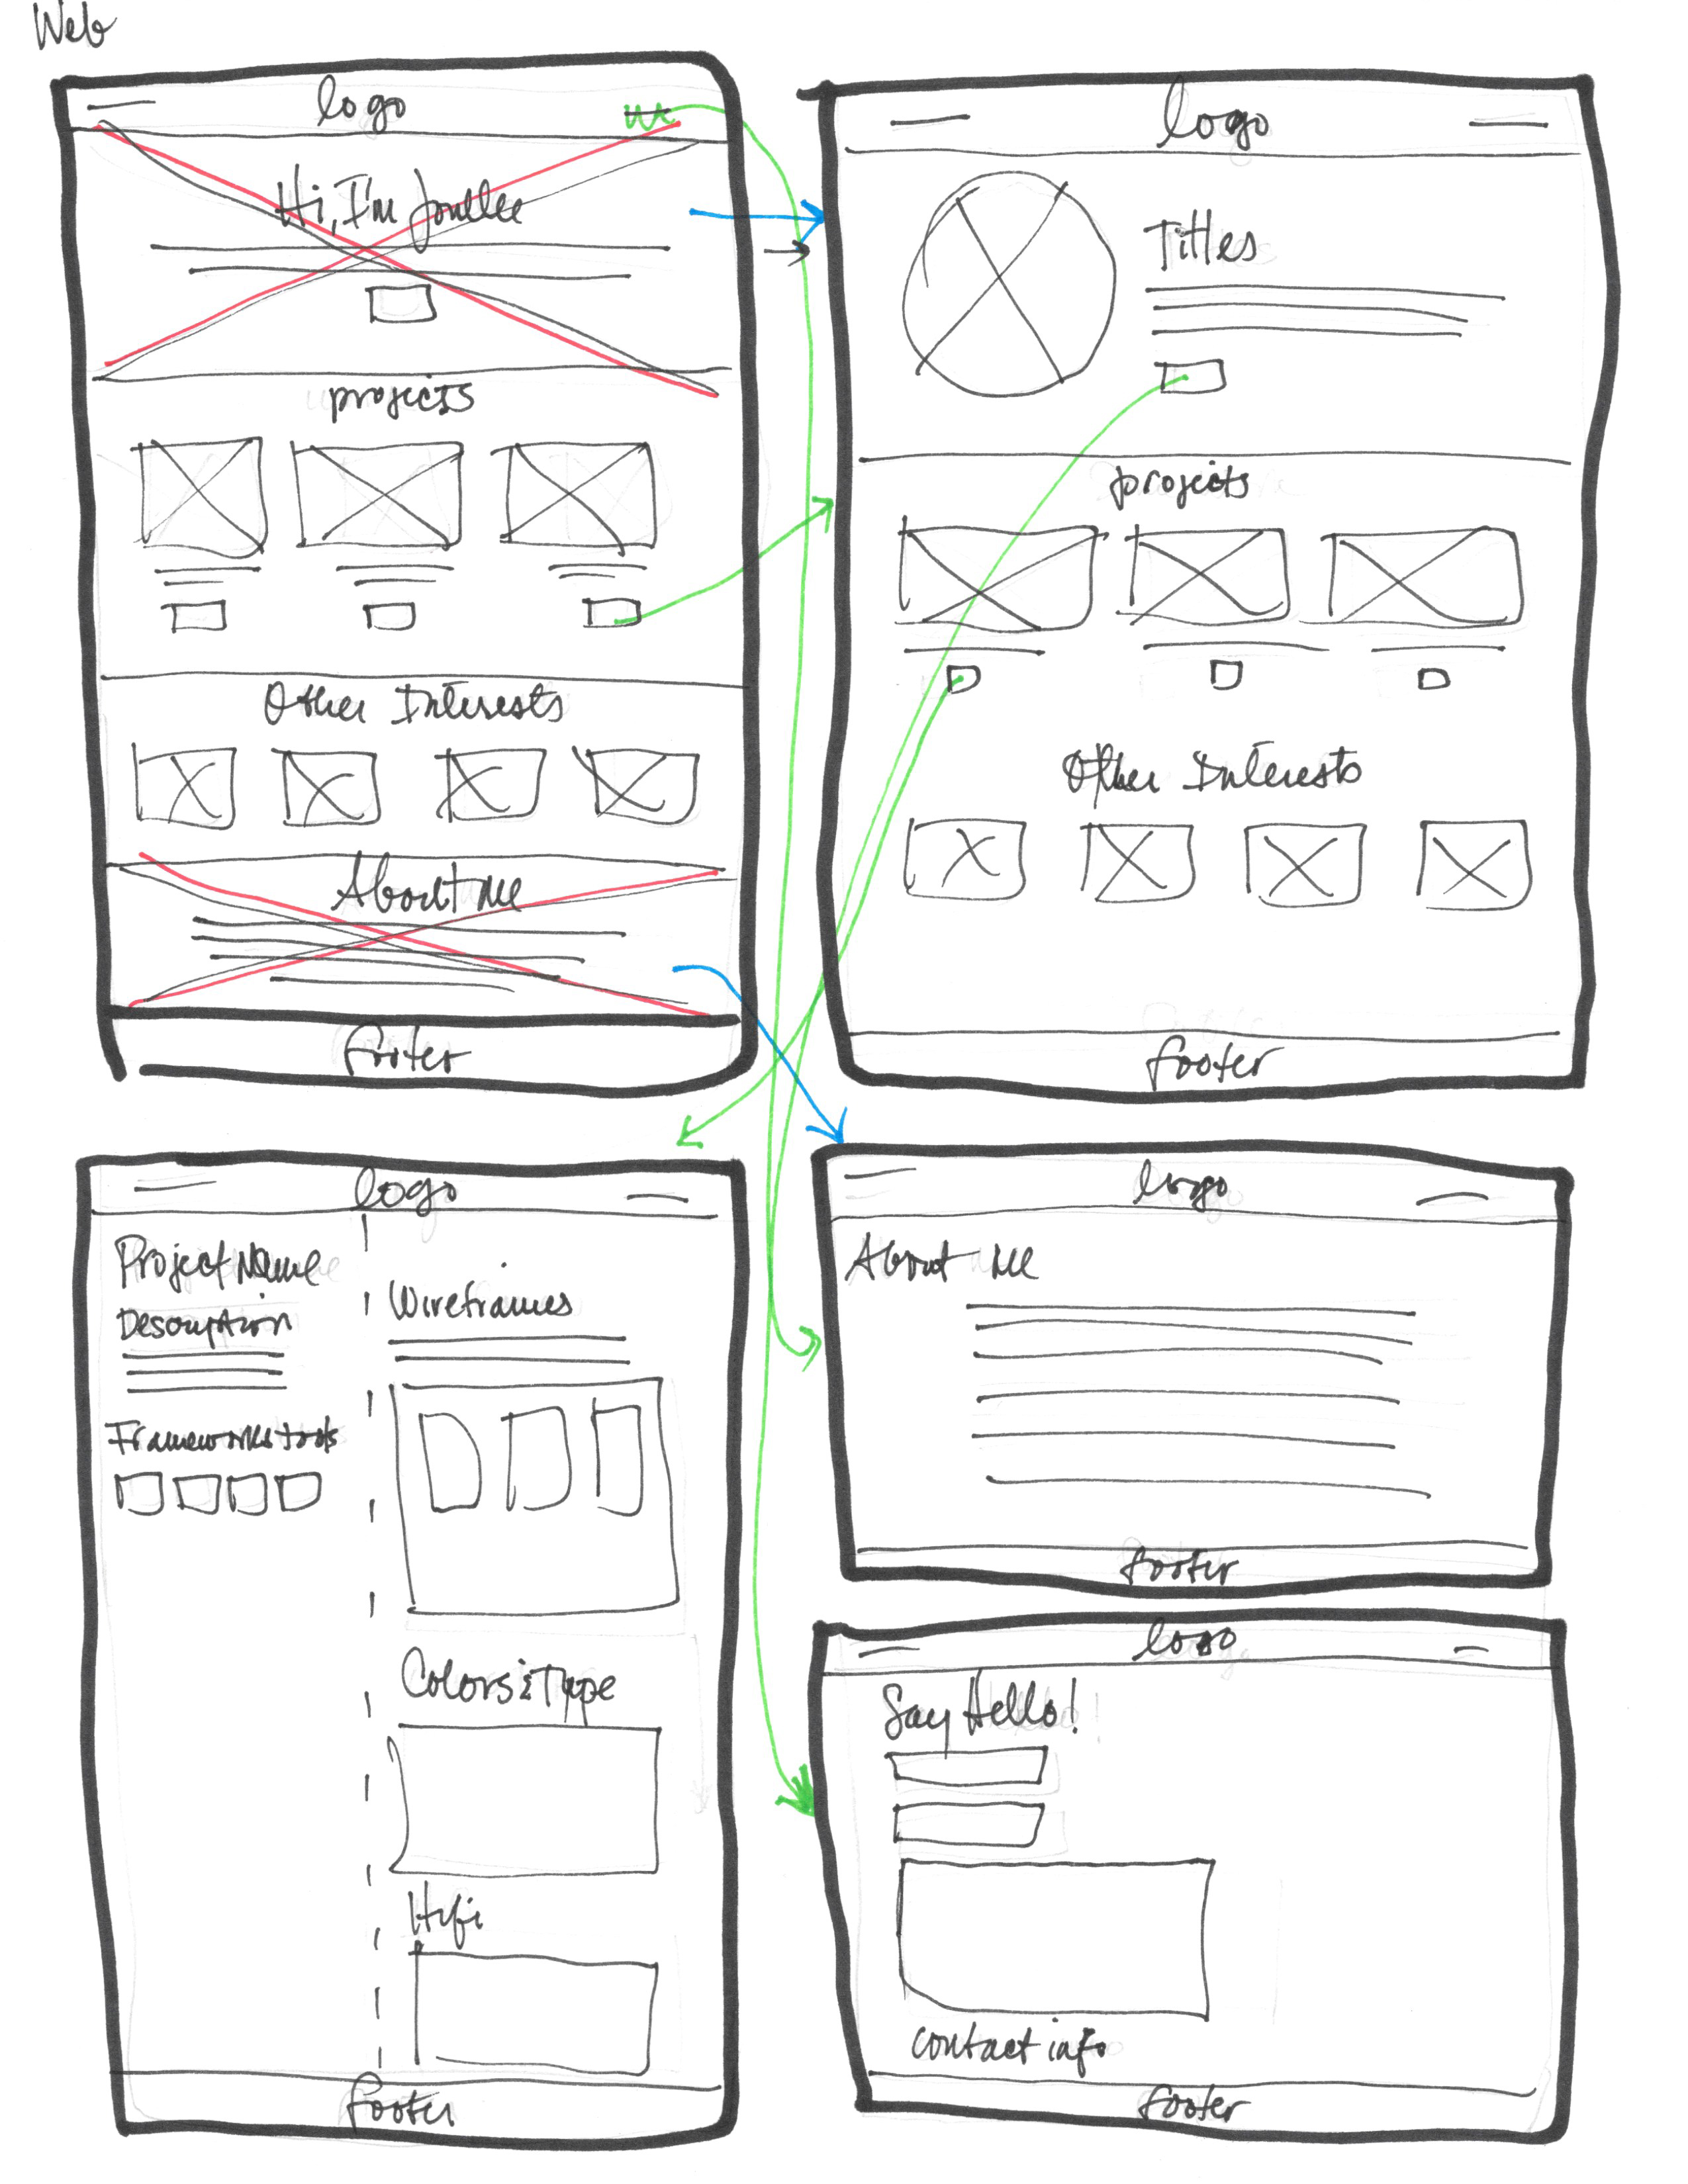 Web
logo
Hi, I'm
projects
Other Interests
About Me
footer
logo
Titles
projects
Other Interests
footer
logo
Project Name
Description
Frameworks tools
Wireframes
Colors & Type
Hifi
footer
logo
About Me
footer
logo
Say Hello!
contact info
footer